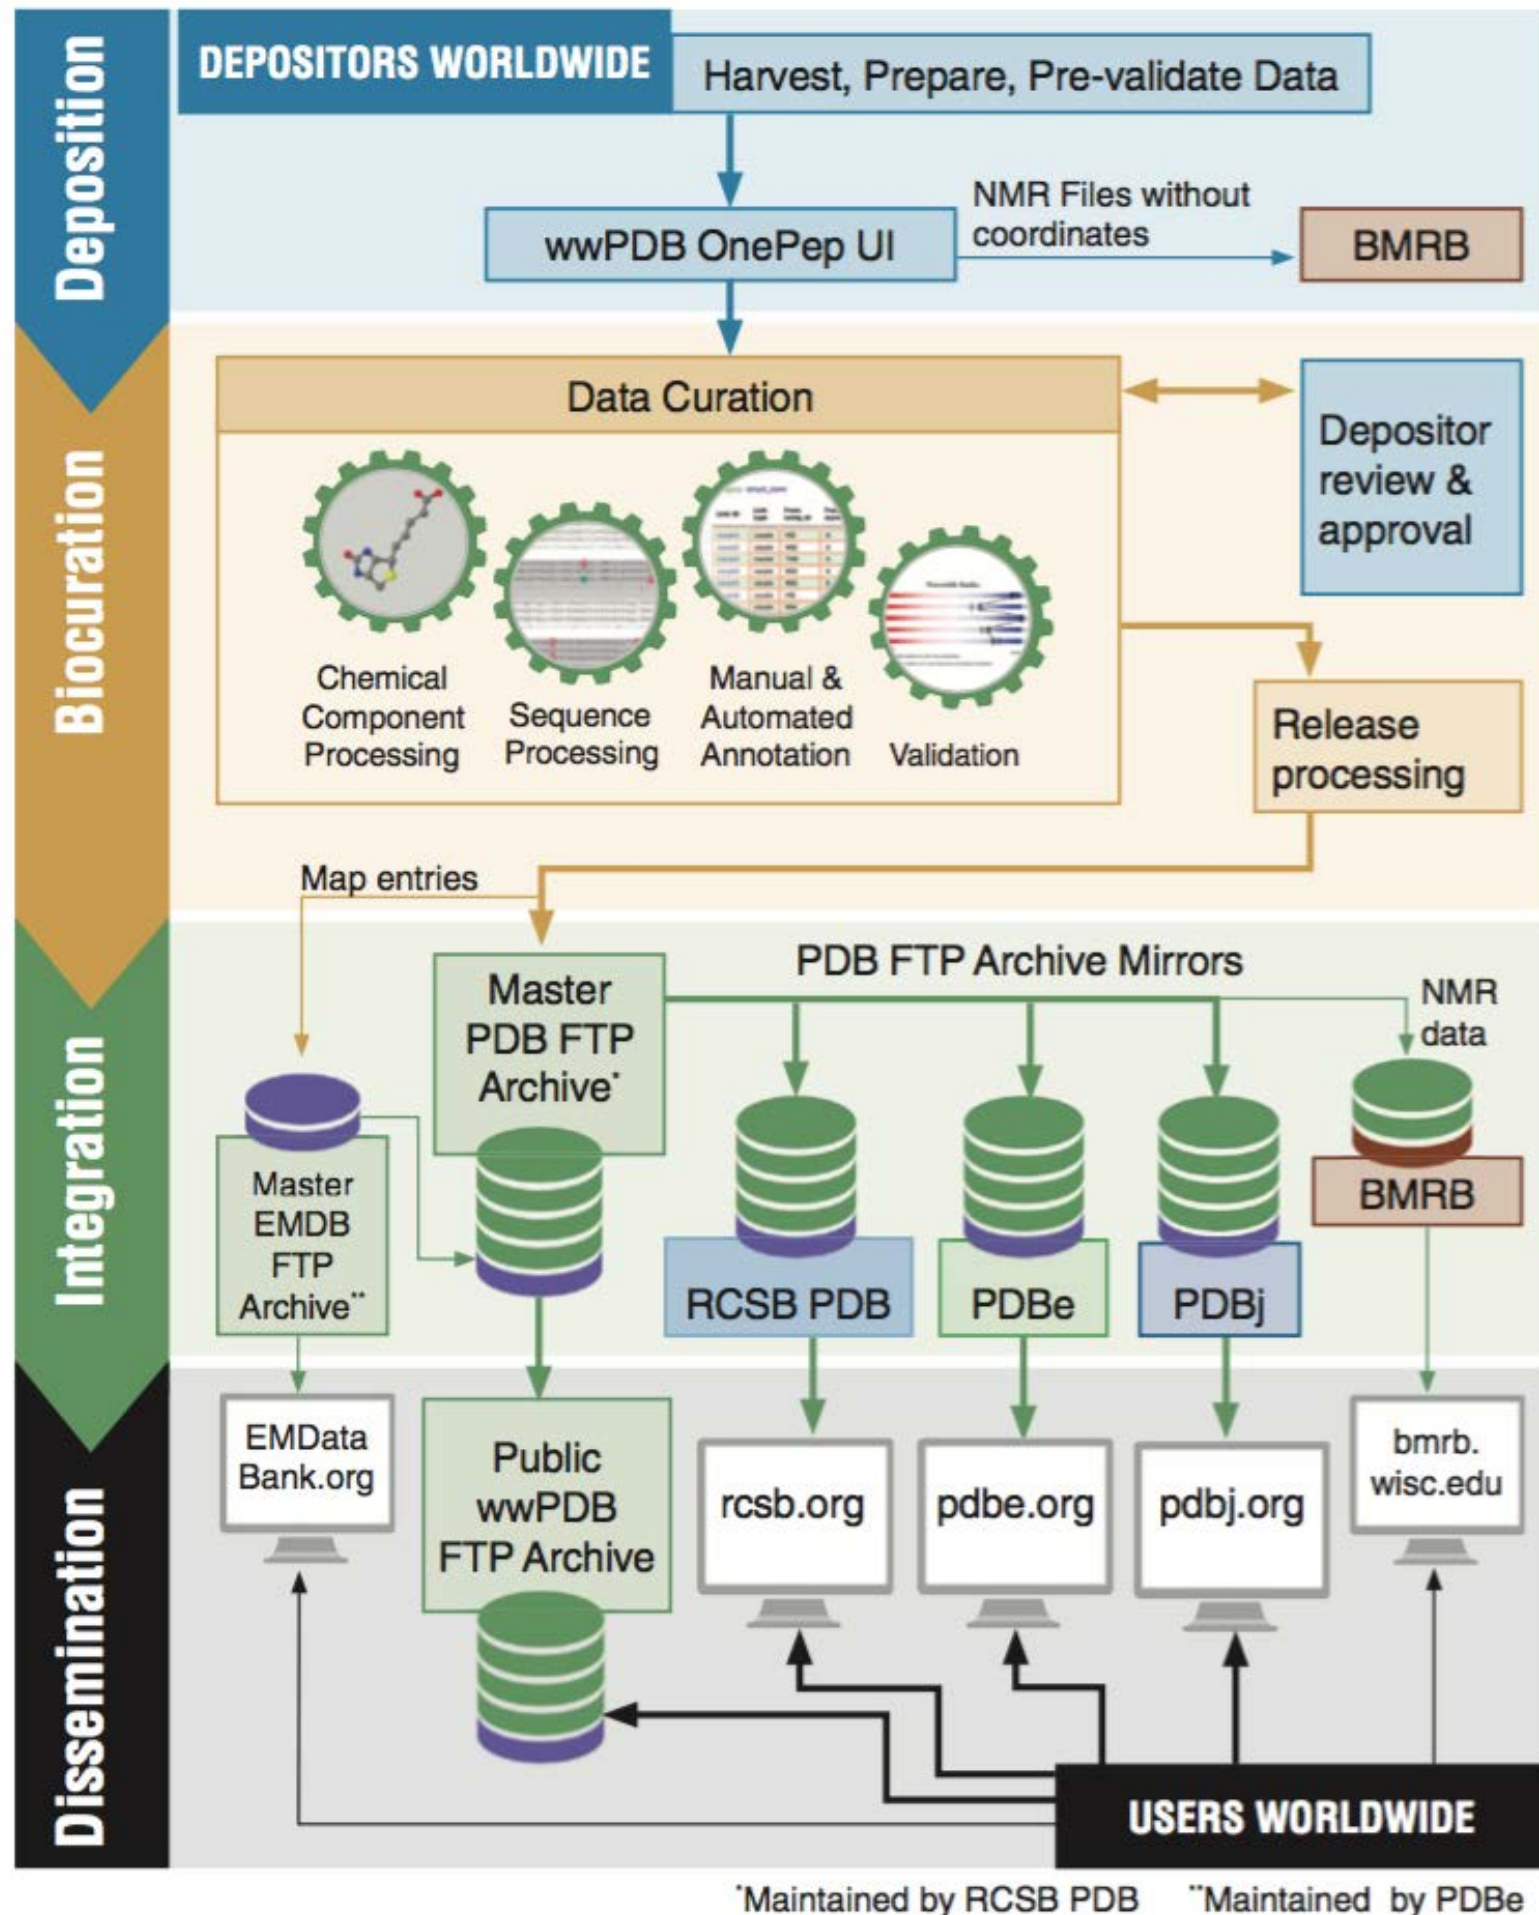 Deposition
DEPOSITORS WORLDWIDE
Harvest, Prepare, Pre-validate Data
wwPDB OnePep UI
NMR Files without
coordinates
BMRB
Biocuration
Data Curation
Depositor
review &
approval
Chemical
Component
Processing
Sequence
Processing
Manual &
Automated
Annotation
Validation
Release
processing
Map entries
Integration
Master
PDB FTP
Archive*
PDB FTP Archive Mirrors
NMR
data
Master
EMDB
FTP
Archive**
RCSB PDB
PDBe
PDBj
BMRB
Dissemination
EMData
Bank.org
Public
wwPDB
FTP Archive
rcsb.org
pdbe.org
pdbj.org
bmrb.
wisc.edu
USERS WORLDWIDE
*Maintained by RCSB PDB
**Maintained by PDBe